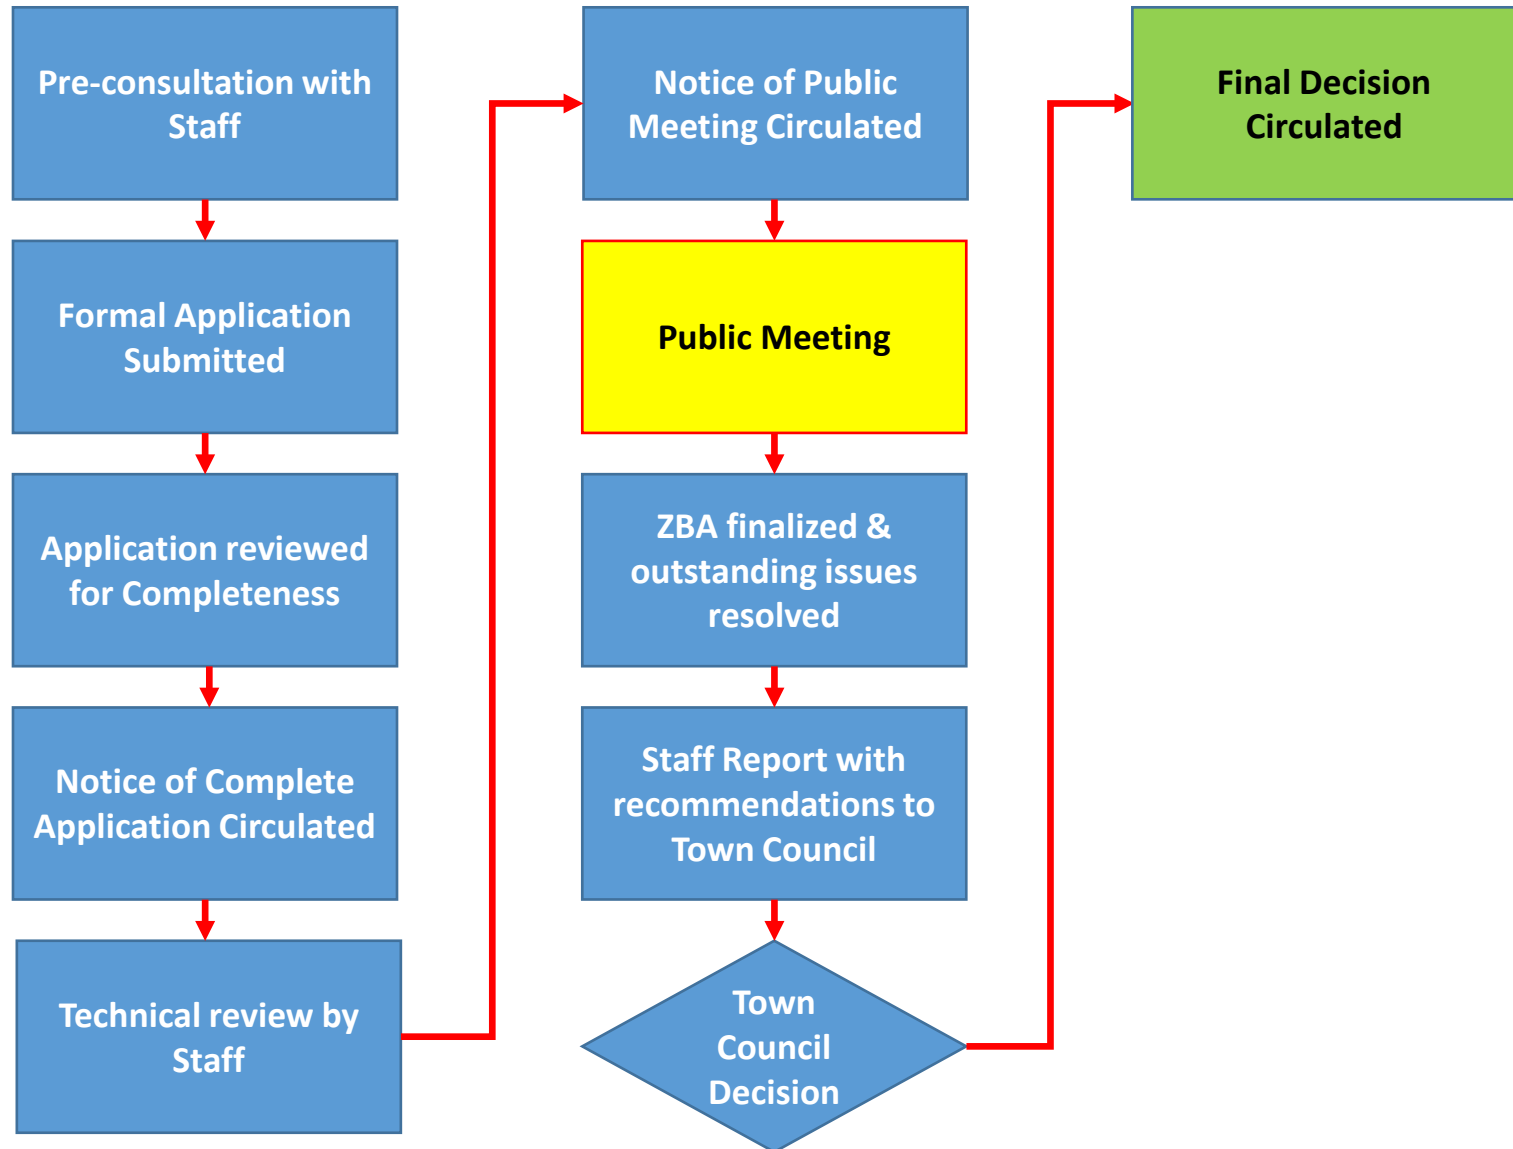 Pre-consultation with
Staff
Formal Application
Submitted
Application reviewed
for Completeness
Notice of Complete
Application Circulated
Technical review by
Staff
Notice of Public
Meeting Circulated
Public Meeting
ZBA finalized &
outstanding issues
resolved
Staff Report with
recommendations to
Town Council
Town
Council
Decision
Final Decision
Circulated